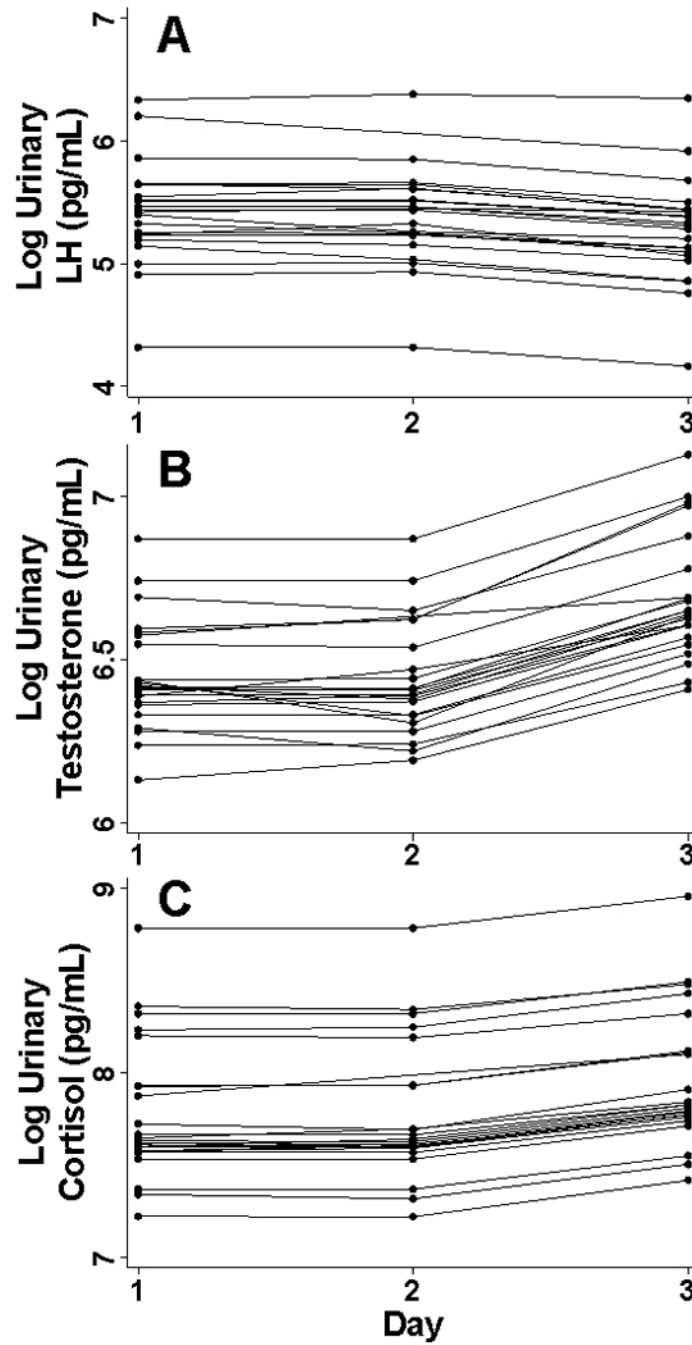 A
Log Urinary
LH (pg/mL)
7
6
5
4
1 2 3
B
Log Urinary
Testosterone (pg/mL)
7
6.5
6
1 2 3
C
Log Urinary
Cortisol (pg/mL)
9
8
7
1 2 3
Day